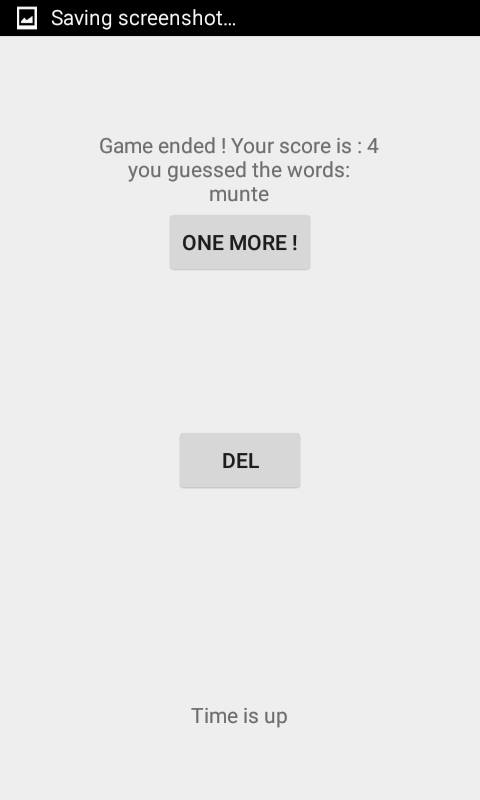 Saving screenshot...
Game ended ! Your score is : 4
you guessed the words:
munte
ONE MORE !
DEL
Time is up